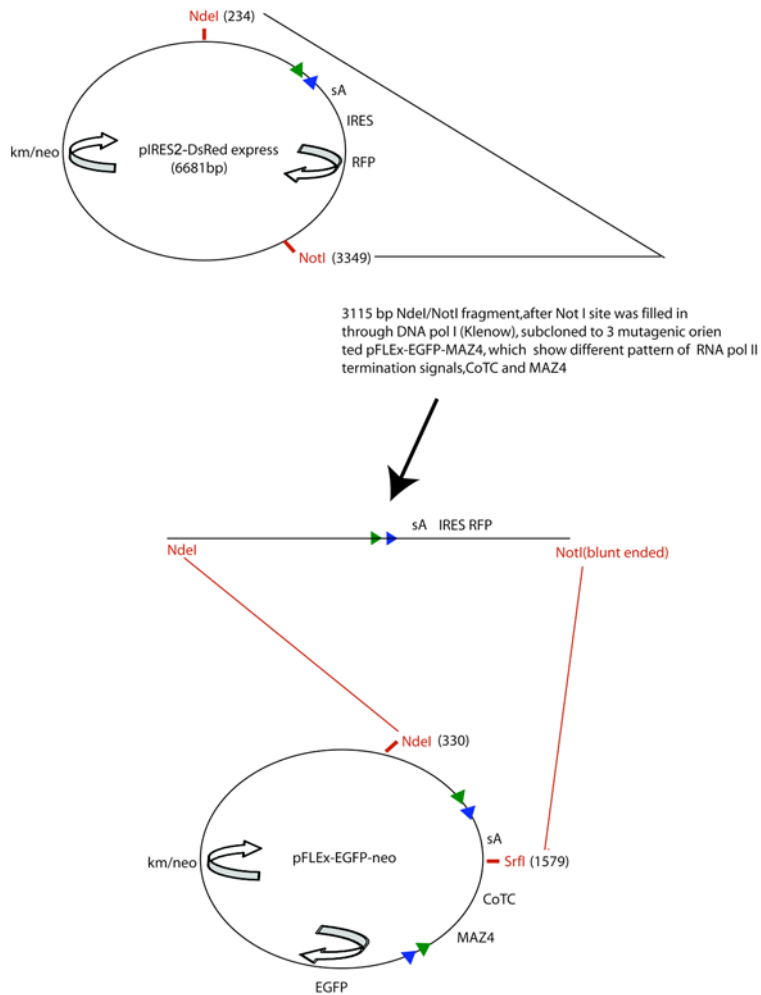 NdeI (234)
sA
IRES
km/neo
pIRES2-DsRed express
(6681bp)
RFP
NotI (3349)
3115 bp NdeI/NotI fragment,after Not I site was filled in
through DNA pol I (Klenow), subcloned to 3 mutagenic orien
ted pFLEx-EGFP-MAZ4, which show different pattern of RNA pol II
termination signals,CoTC and MAZ4
sA IRES RFP
NdeI
NotI(blunt ended)
NdeI (330)
sA
km/neo
pFLEx-EGFP-neo
SrfI (1579)
CoTC
MAZ4
EGFP